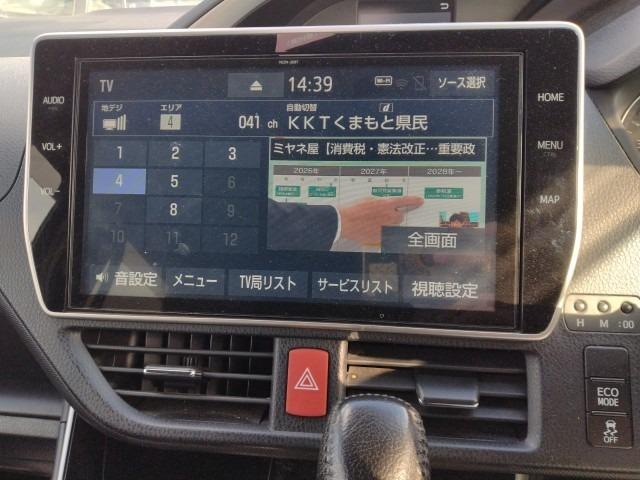 TV
14:39
Wi-Fi
ソース選択
AUDIO
VOL+
VOL-
HOME
MENU
MAP
地デジ
エリア
4
自動切替
d
041 ch KKTくまもと県民
1 2 3
4 5 6
7 8 9
10 11 12
ミヤネ屋 [消費税・憲法改正…重要政
2026年 2027年 2028年~
全画面
音設定
メニュー
TV局リスト
サービスリスト
視聴設定
H M :00
ECO
MODE
OFF